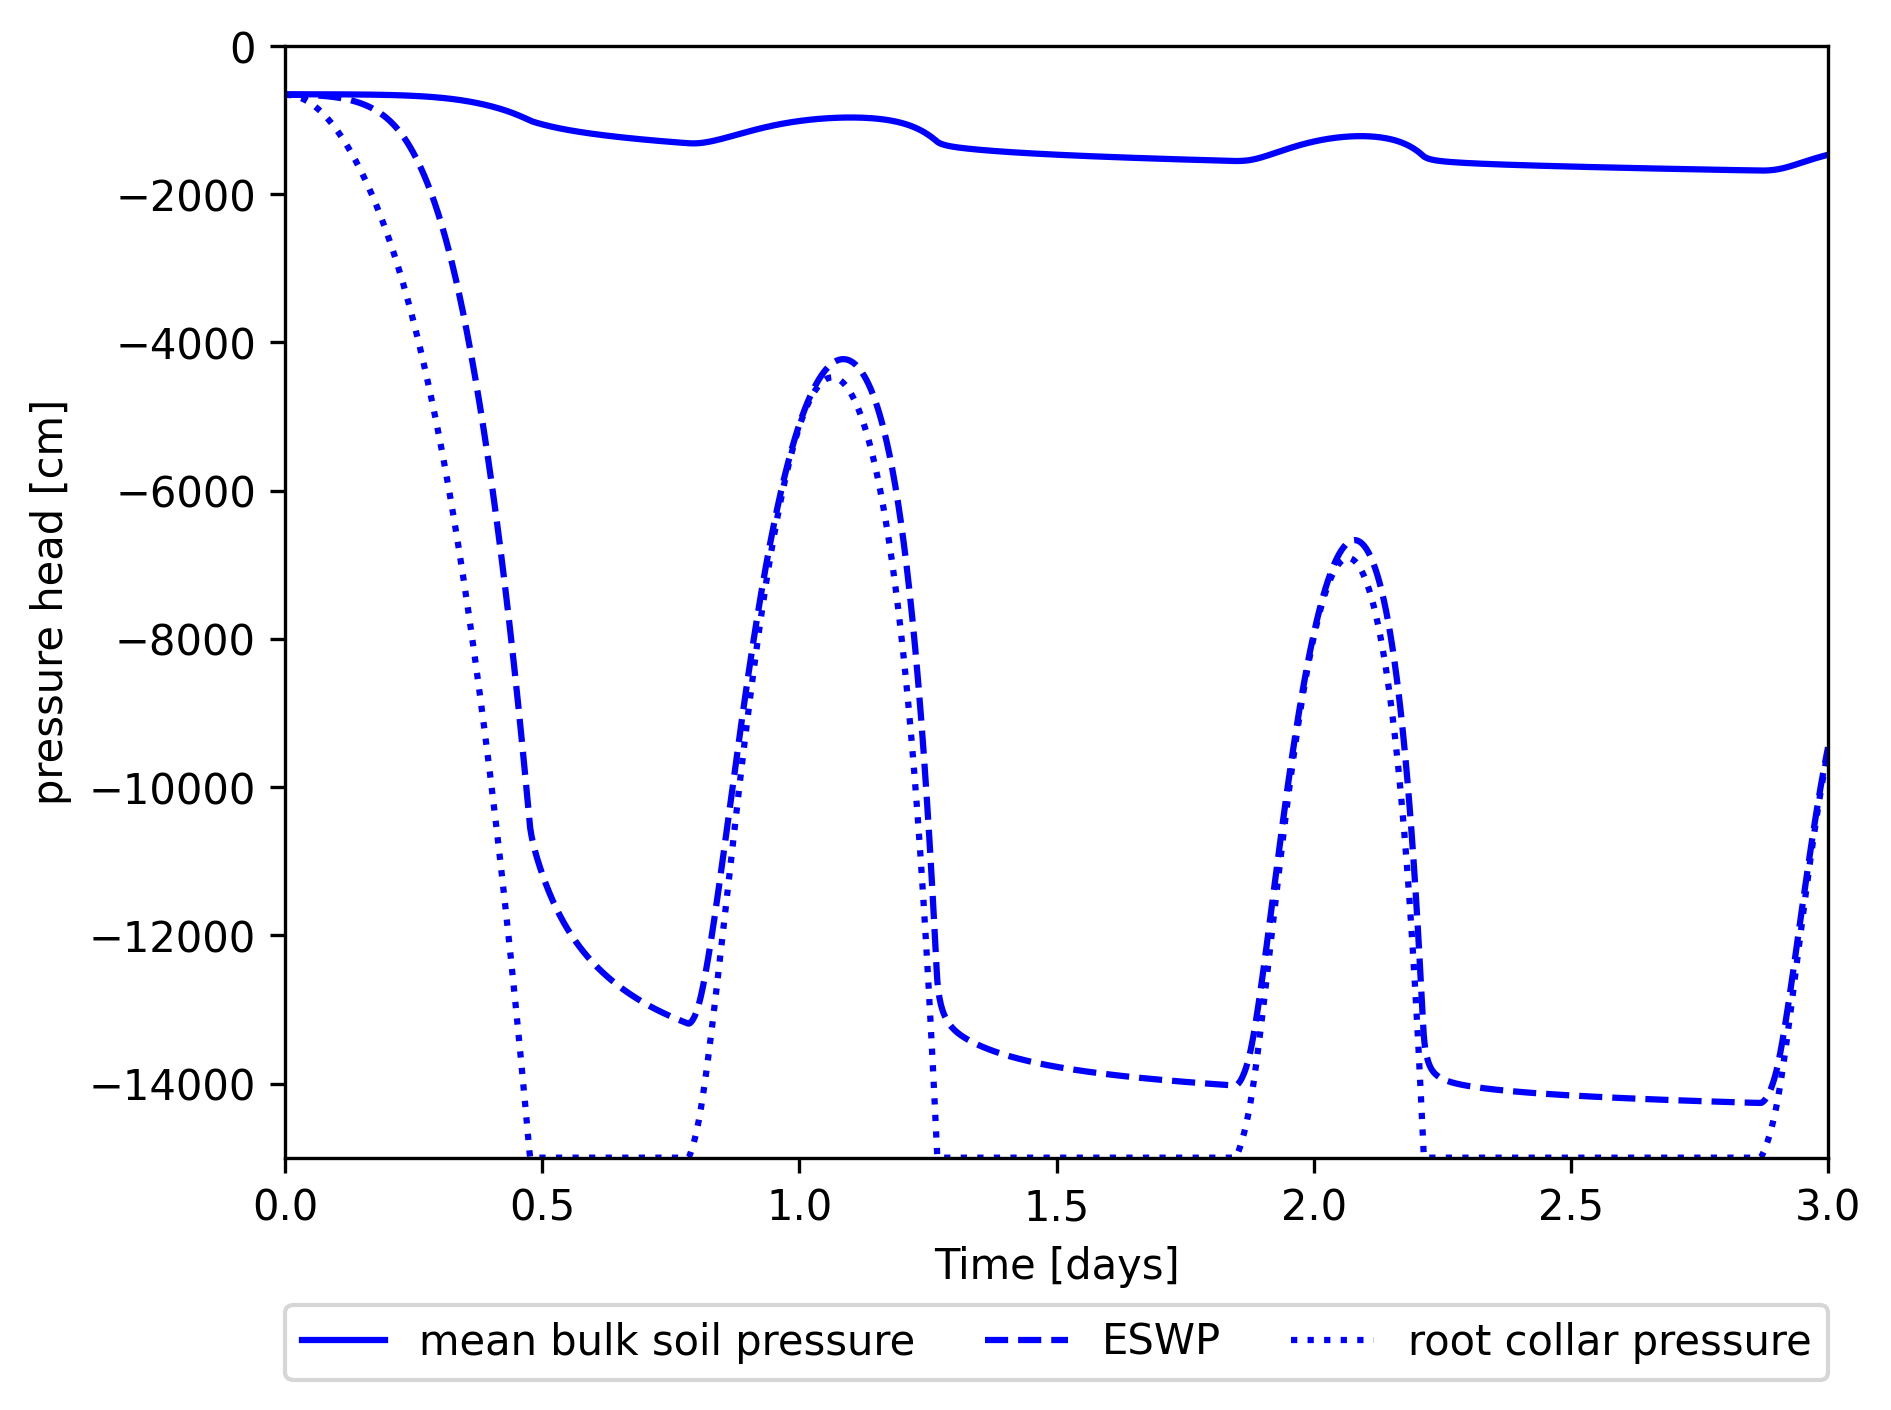 0
−2000
−4000
−6000
−8000
−10000
−12000
−14000
pressure head [cm]
0.0 0.5 1.0 1.5 2.0 2.5 3.0
Time [days]
mean bulk soil pressure ESWP root collar pressure